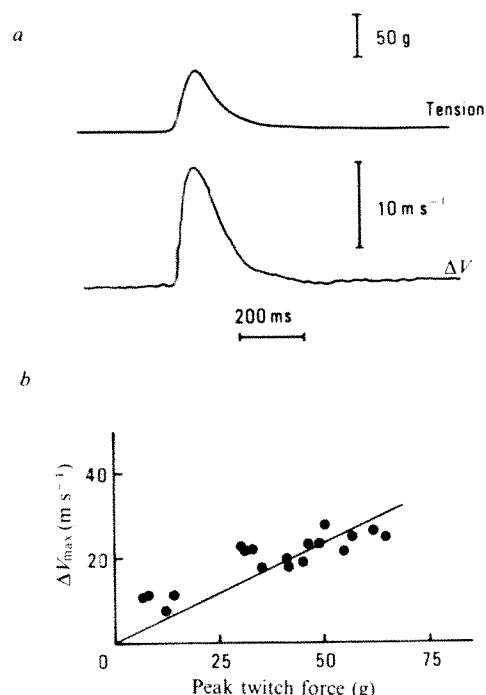 a
50 g
Tension
10 m s⁻¹
ΔV
200 ms
b
40
20
0
25
50
75
ΔVmax (m s⁻¹)
Peak twitch force (g)